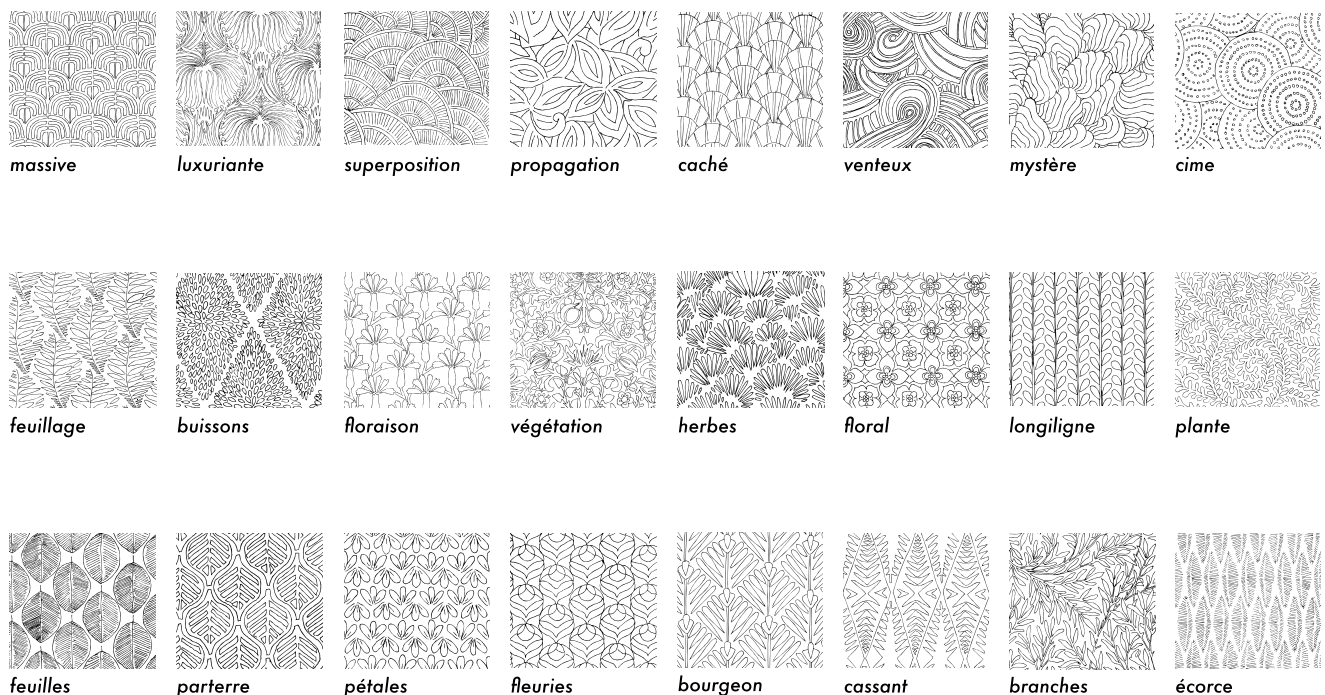 massive luxuriante superposition propagation caché venteux mystère cime
feuillage buissons floraison végétation herbes floral longiligne plante
feuilles parterre pétales fleuries bourgeon cassant branches écorce